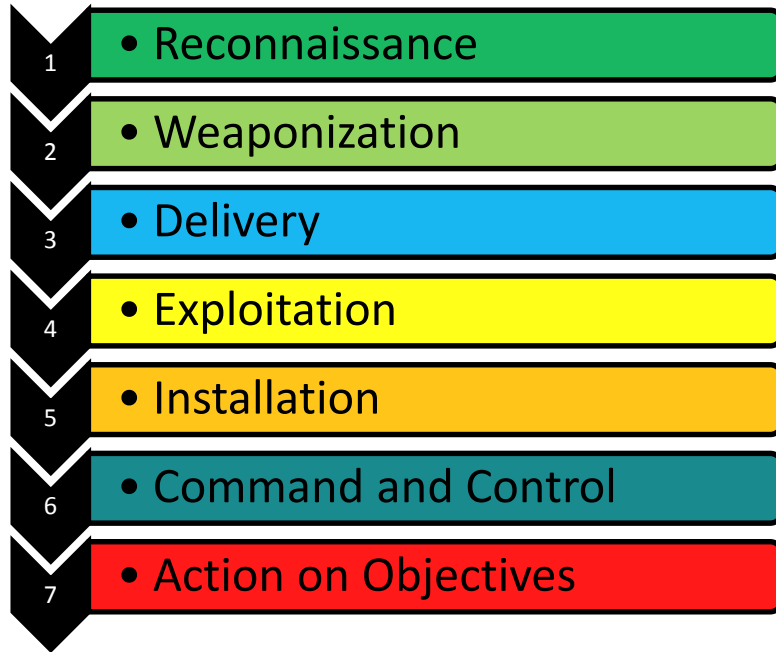 1 • Reconnaissance
2 • Weaponization
3 • Delivery
4 • Exploitation
5 • Installation
6 • Command and Control
7 • Action on Objectives